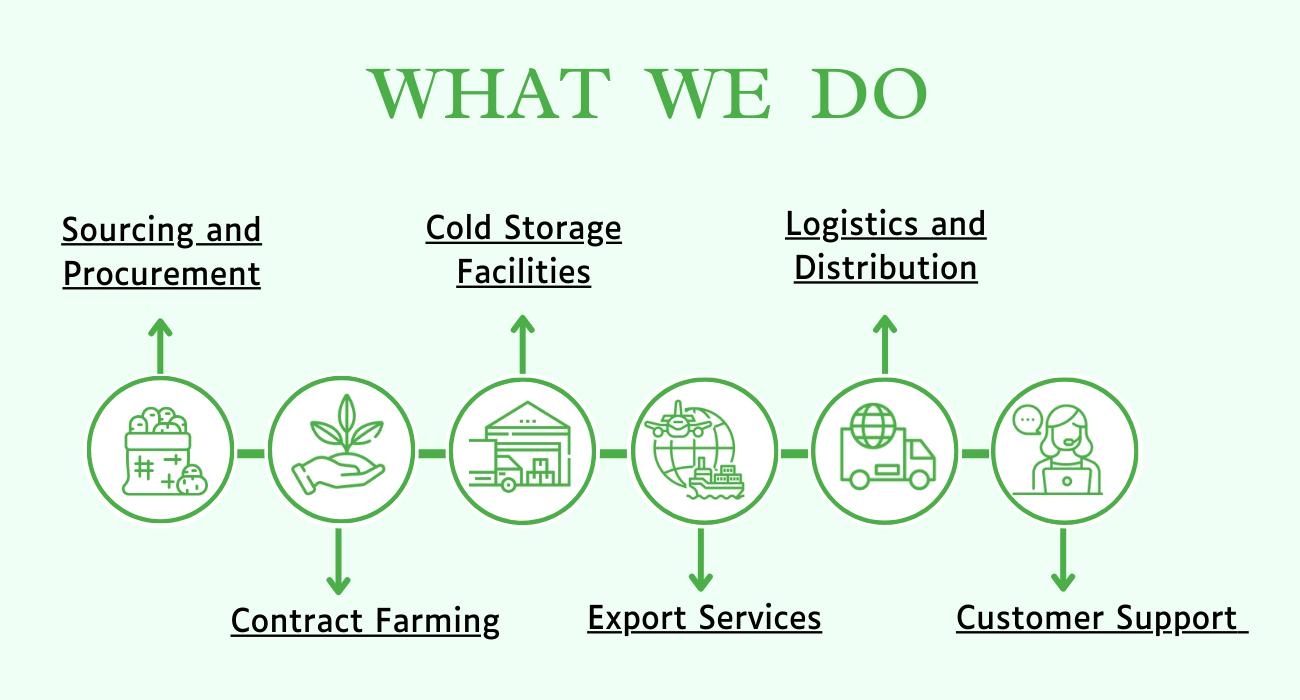 WHAT WE DO
Sourcing and
Procurement
Cold Storage
Facilities
Logistics and
Distribution
Contract Farming
Export Services
Customer Support